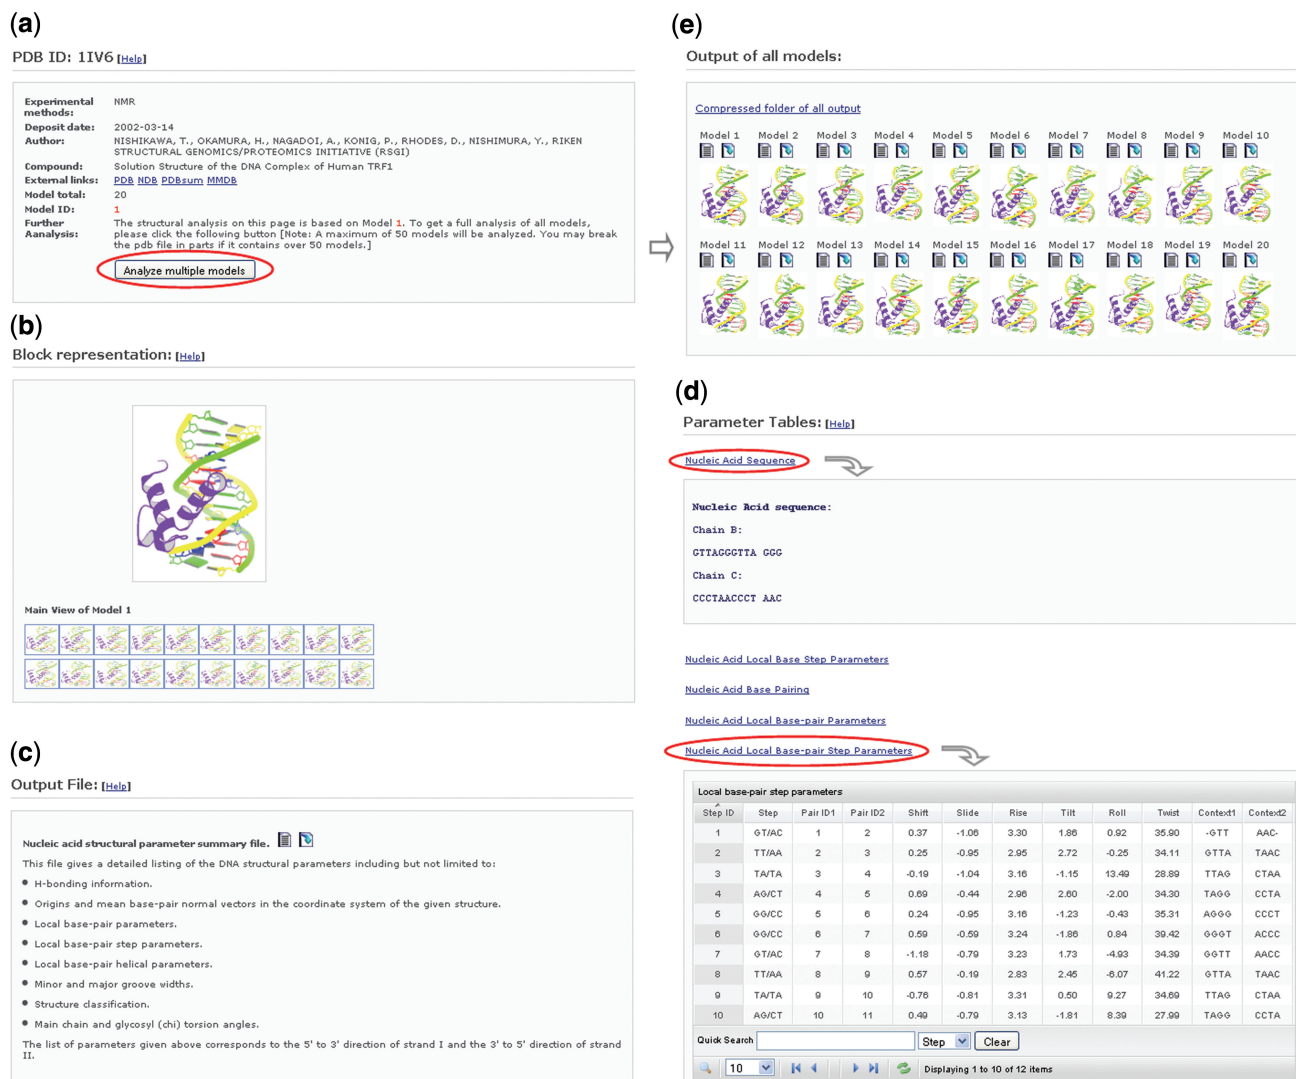 (a)
PDB ID: 1IV6 [Help]
Experimental methods: NMR
Deposit date: 2002-03-14
Author: NISHIKAWA, T., OKAMURA, H., NAGADOI, A., KONIG, P., RHODES, D., NISHIMURA, Y., RIKEN
STRUCTURAL GENOMICS/PROTEOMICS INITIATIVE (RSGI)
Compound: Solution Structure of the DNA Complex of Human TRF1
External links: PDB NDB PDBsum MMDB
Model total: 20
Model ID: 1
Further Aanalysis: The structural analysis on this page is based on Model 1. To get a full analysis of all models,
please click the following button [Note: A maximum of 50 models will be analyzed. You may break
the pdb file in parts if it contains over 50 models.]
Analyze multiple models
(b)
Block representation: [Help]
Main View of Model 1
(c)
Output File: [Help]
Nucleic acid structural parameter summary file.
This file gives a detailed listing of the DNA structural parameters including but not limited to:
• H-bonding information.
• Origins and mean base-pair normal vectors in the coordinate system of the given structure.
• Local base-pair parameters.
• Local base-pair step parameters.
• Local base-pair helical parameters.
• Minor and major groove widths.
• Structure classification.
• Main chain and glycosyl (chi) torsion angles.
The list of parameters given above corresponds to the 5' to 3' direction of strand I and the 3' to 5' direction of strand
II.
(e)
Output of all models:
Compressed folder of all output
Model 1 Model 2 Model 3 Model 4 Model 5 Model 6 Model 7 Model 8 Model 9 Model 10
Model 11 Model 12 Model 13 Model 14 Model 15 Model 16 Model 17 Model 18 Model 19 Model 20
(d)
Parameter Tables: [Help]
Nucleic Acid Sequence
Nucleic Acid sequence:
Chain B:
GTTAGGGTTA GGG
Chain C:
CCCTAACCCT AAC
Nucleic Acid Local Base Step Parameters
Nucleic Acid Base Pairing
Nucleic Acid Local Base-pair Parameters
Nucleic Acid Local Base-pair Step Parameters
Local base-pair step parameters
Step ID Step Pair ID1 Pair ID2 Shift Slide Rise Tilt Roll Twist Context1 Context2
1 GT/AC 1 2 0.37 -1.06 3.30 1.86 0.92 35.90 -GTT AAC-
2 TT/AA 2 3 0.25 -0.95 2.95 2.72 -0.25 34.11 GTTA TAAC
3 TA/TA 3 4 -0.19 -1.04 3.16 -1.15 13.49 28.89 TTAG CTAA
4 AG/CT 4 5 0.69 -0.44 2.96 2.60 -2.00 34.30 TAGG CCTA
5 GG/CC 5 6 0.24 -0.95 3.16 -1.23 -0.43 35.31 AGGG CCCT
6 GG/CC 6 7 0.59 -0.59 3.24 -1.86 0.84 39.42 GGGT ACCC
7 GT/AC 7 8 -1.18 -0.79 3.23 1.73 -4.93 34.39 GGTT AACC
8 TT/AA 8 9 0.57 -0.19 2.83 2.45 -6.07 41.22 GTTA TAAC
9 TA/TA 9 10 -0.76 -0.81 3.31 0.50 9.27 34.69 TTAG CTAA
10 AG/CT 10 11 0.49 -0.79 3.13 -1.81 8.39 27.99 TAGG CCTA
Quick Search Step Clear
10 Displaying 1 to 10 of 12 items